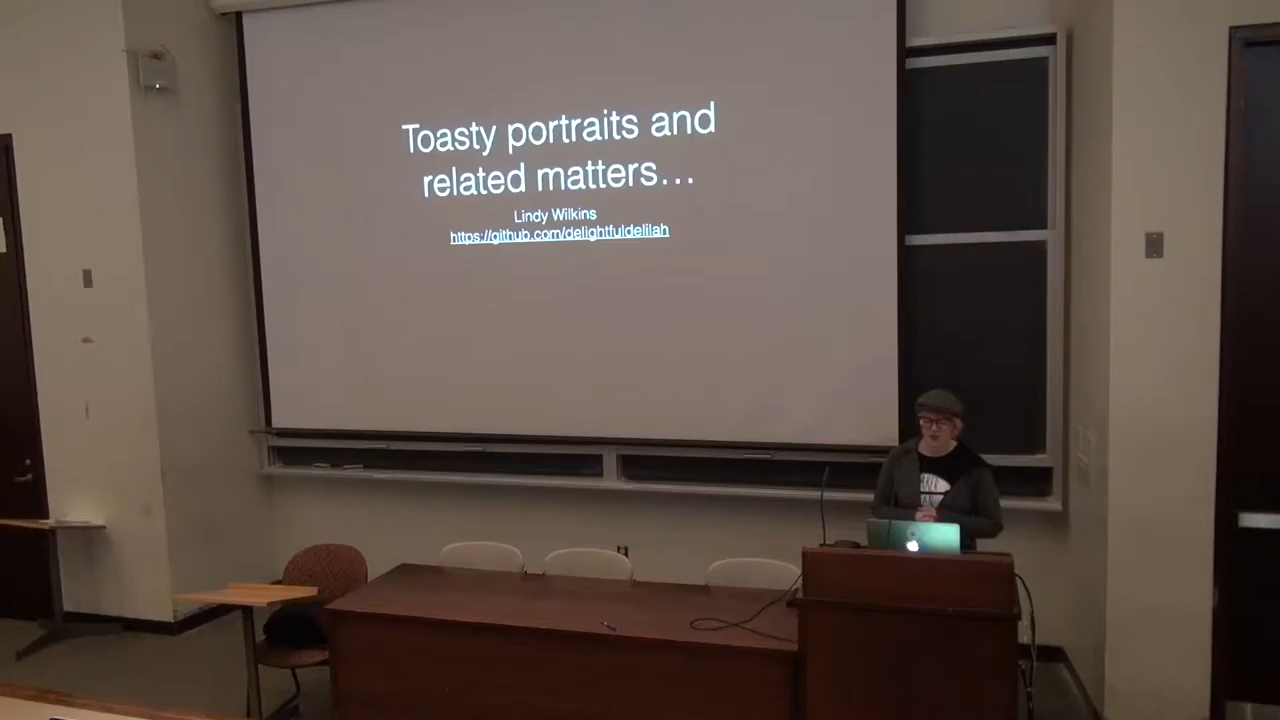 Toasty portraits and
related matters...
Lindy Wilkins
https://github.com/delightfuldelilah